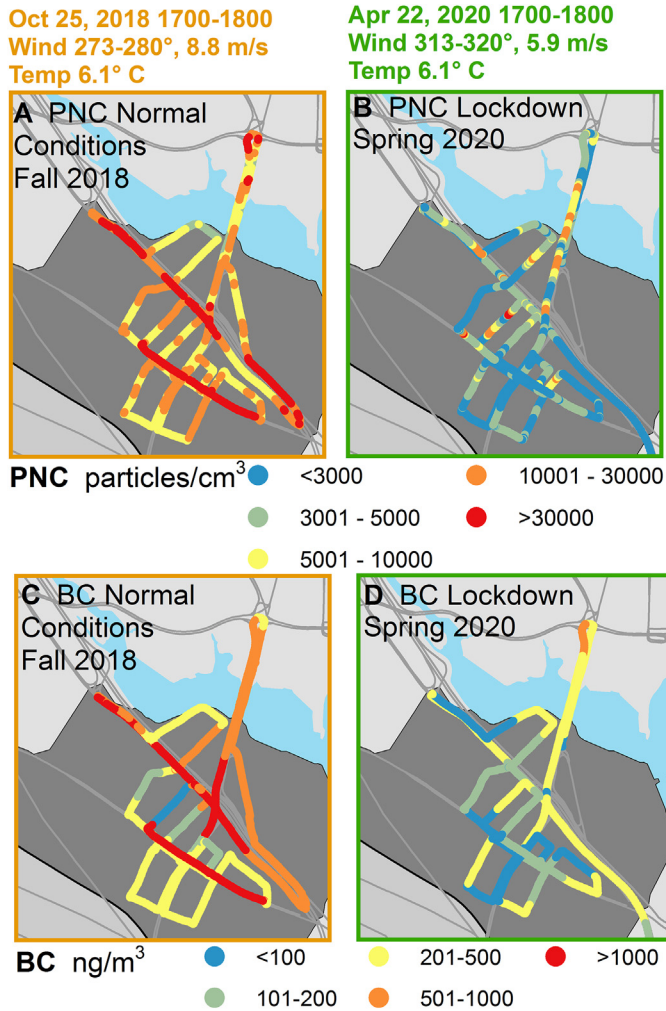 Oct 25, 2018 1700-1800
Wind 273-280°, 8.8 m/s
Temp 6.1° C
Apr 22, 2020 1700-1800
Wind 313-320°, 5.9 m/s
Temp 6.1° C
A PNC Normal
Conditions
Fall 2018
B PNC Lockdown
Spring 2020
PNC particles/cm³
<3000
10001 - 30000
3001 - 5000
>30000
5001 - 10000
C BC Normal
Conditions
Fall 2018
D BC Lockdown
Spring 2020
BC ng/m³
<100
201-500
>1000
101-200
501-1000